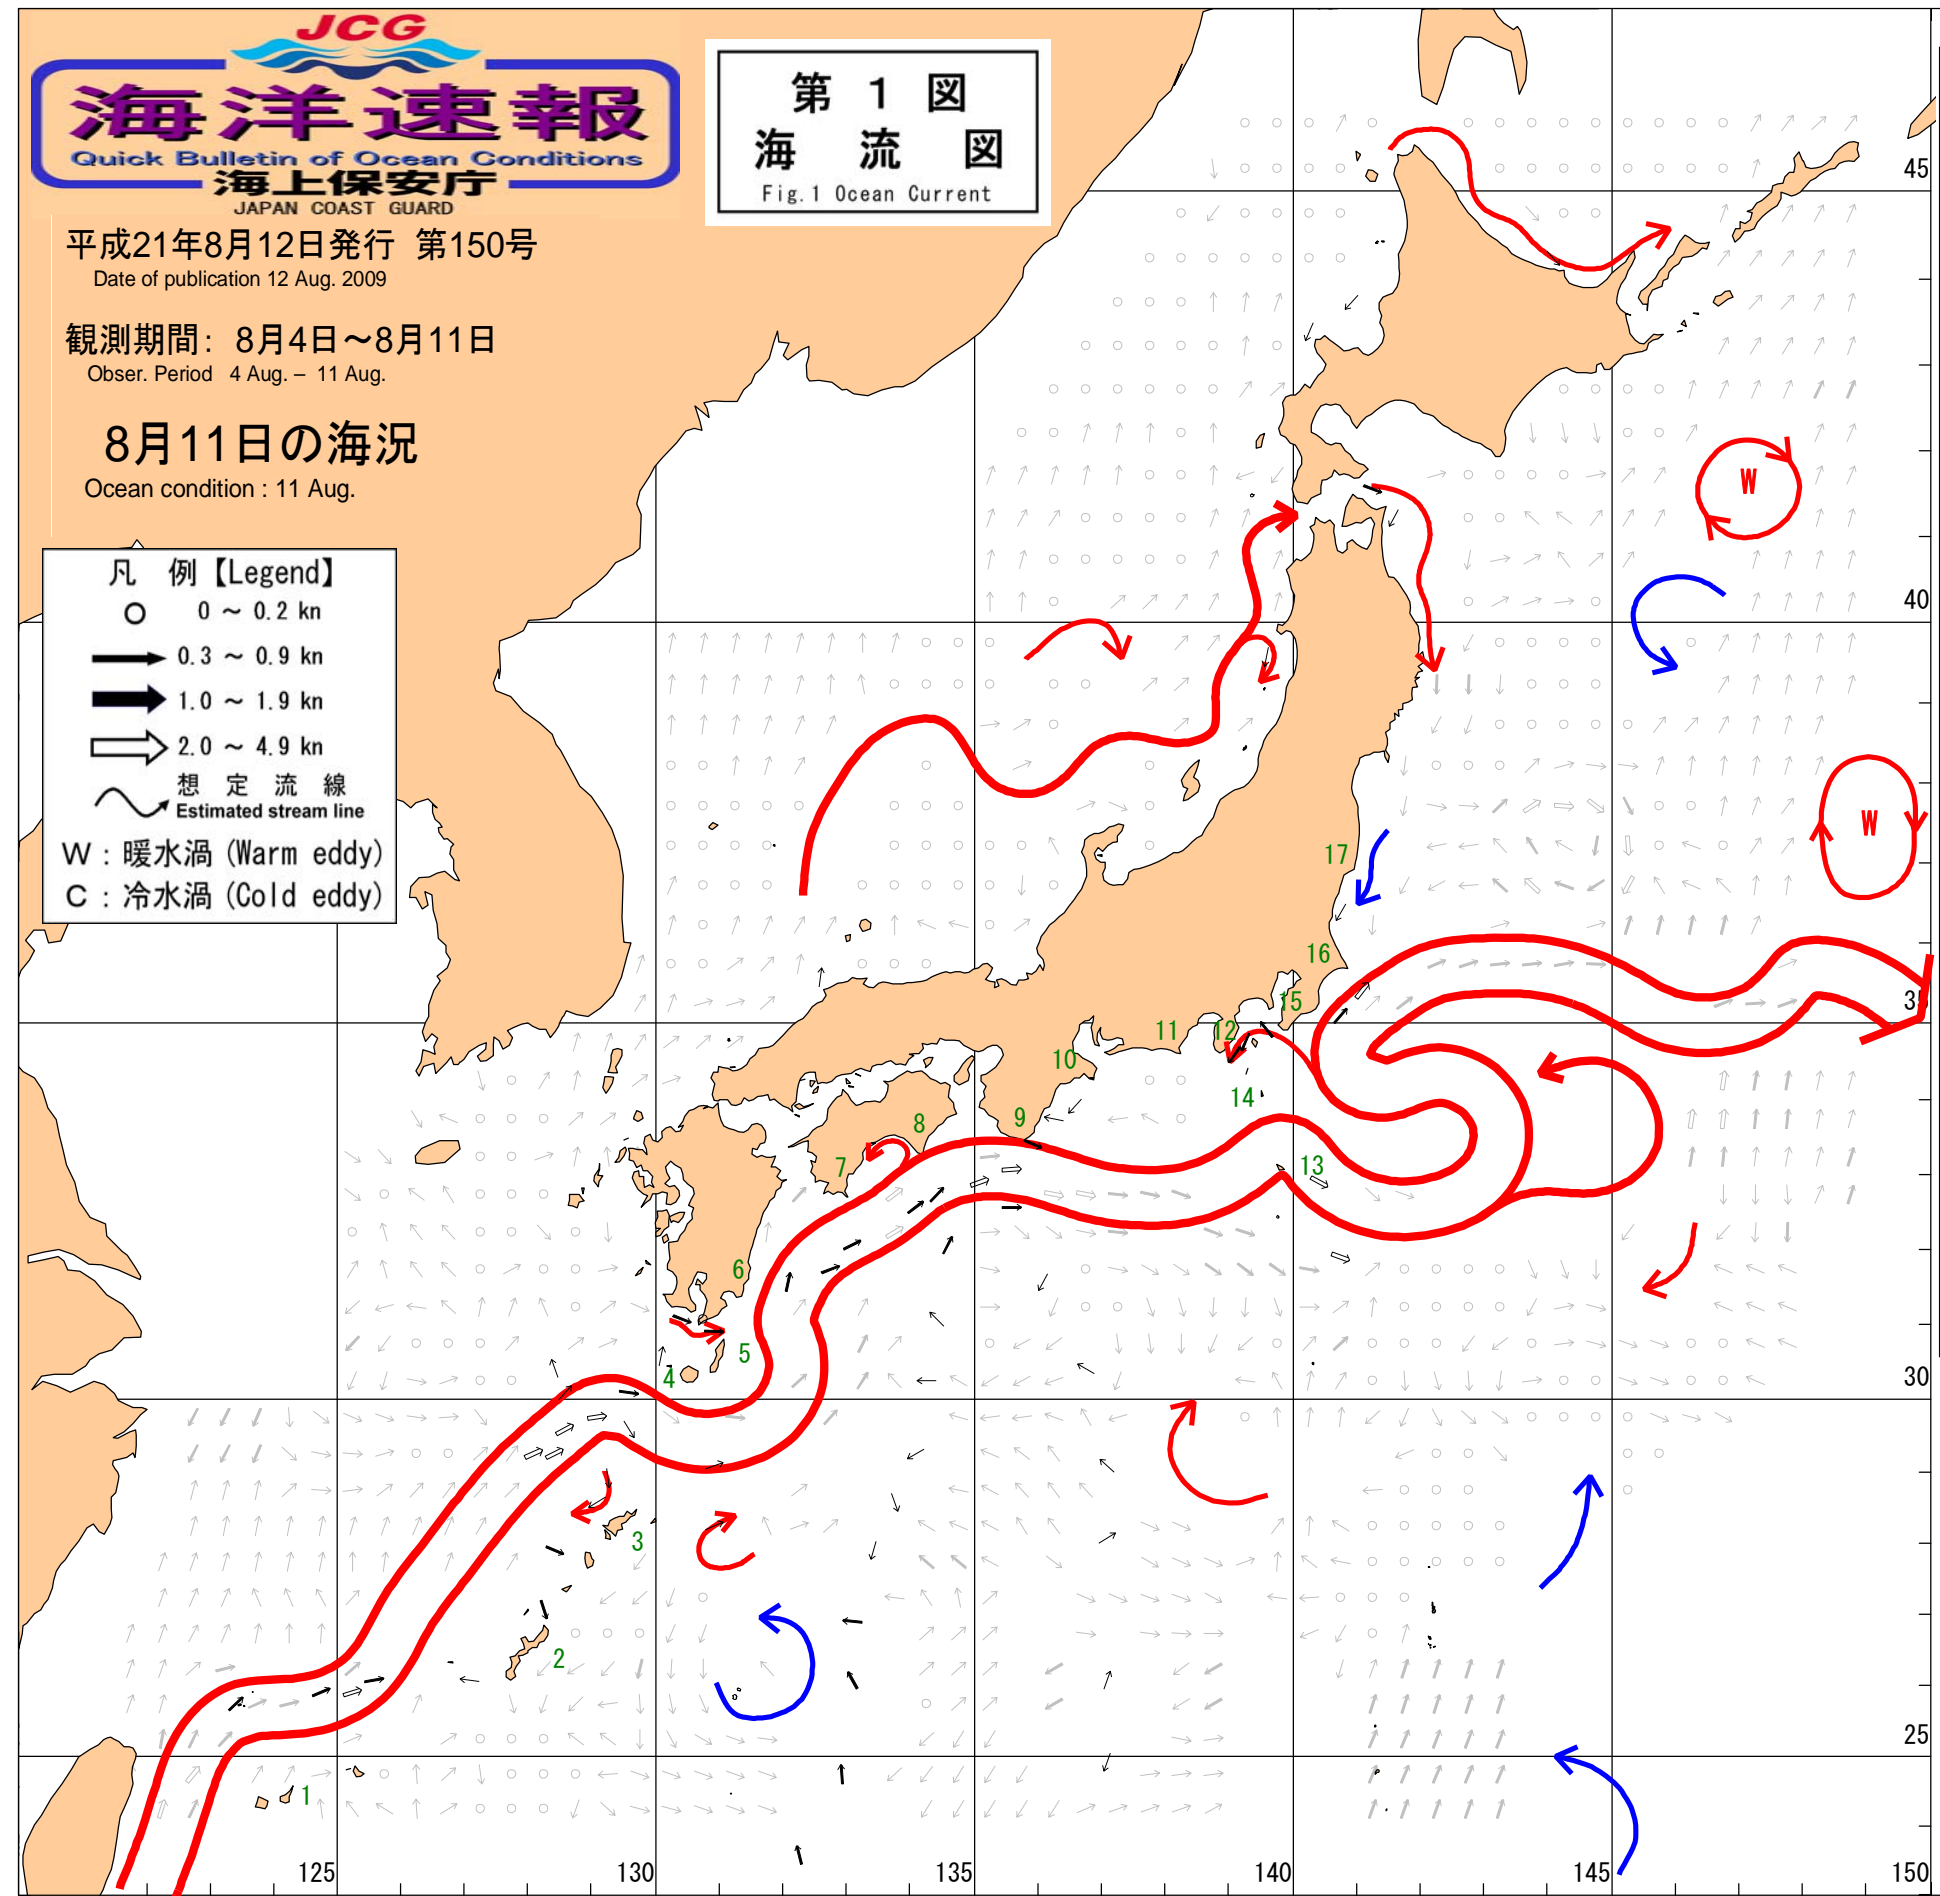 JCG
海洋速報
Quick Bulletin of Ocean Conditions
海上保安庁
JAPAN COAST GUARD
第 1 図
海 流 図
Fig.1 Ocean Current
平成21年8月12日発行 第150号
Date of publication 12 Aug. 2009
観測期間: 8月4日～8月11日
Obser. Period 4 Aug. – 11 Aug.
8月11日の海況
Ocean condition : 11 Aug.
凡 例【Legend】
0 ～ 0.2 kn
0.3 ～ 0.9 kn
1.0 ～ 1.9 kn
2.0 ～ 4.9 kn
想 定 流 線
Estimated stream line
W : 暖水渦 (Warm eddy)
C : 冷水渦 (Cold eddy)
45
W
40
W
17
16
35
15
11
12
10
14
9
8
7
13
6
5
4
30
3
2
25
1
125
130
135
140
145
150